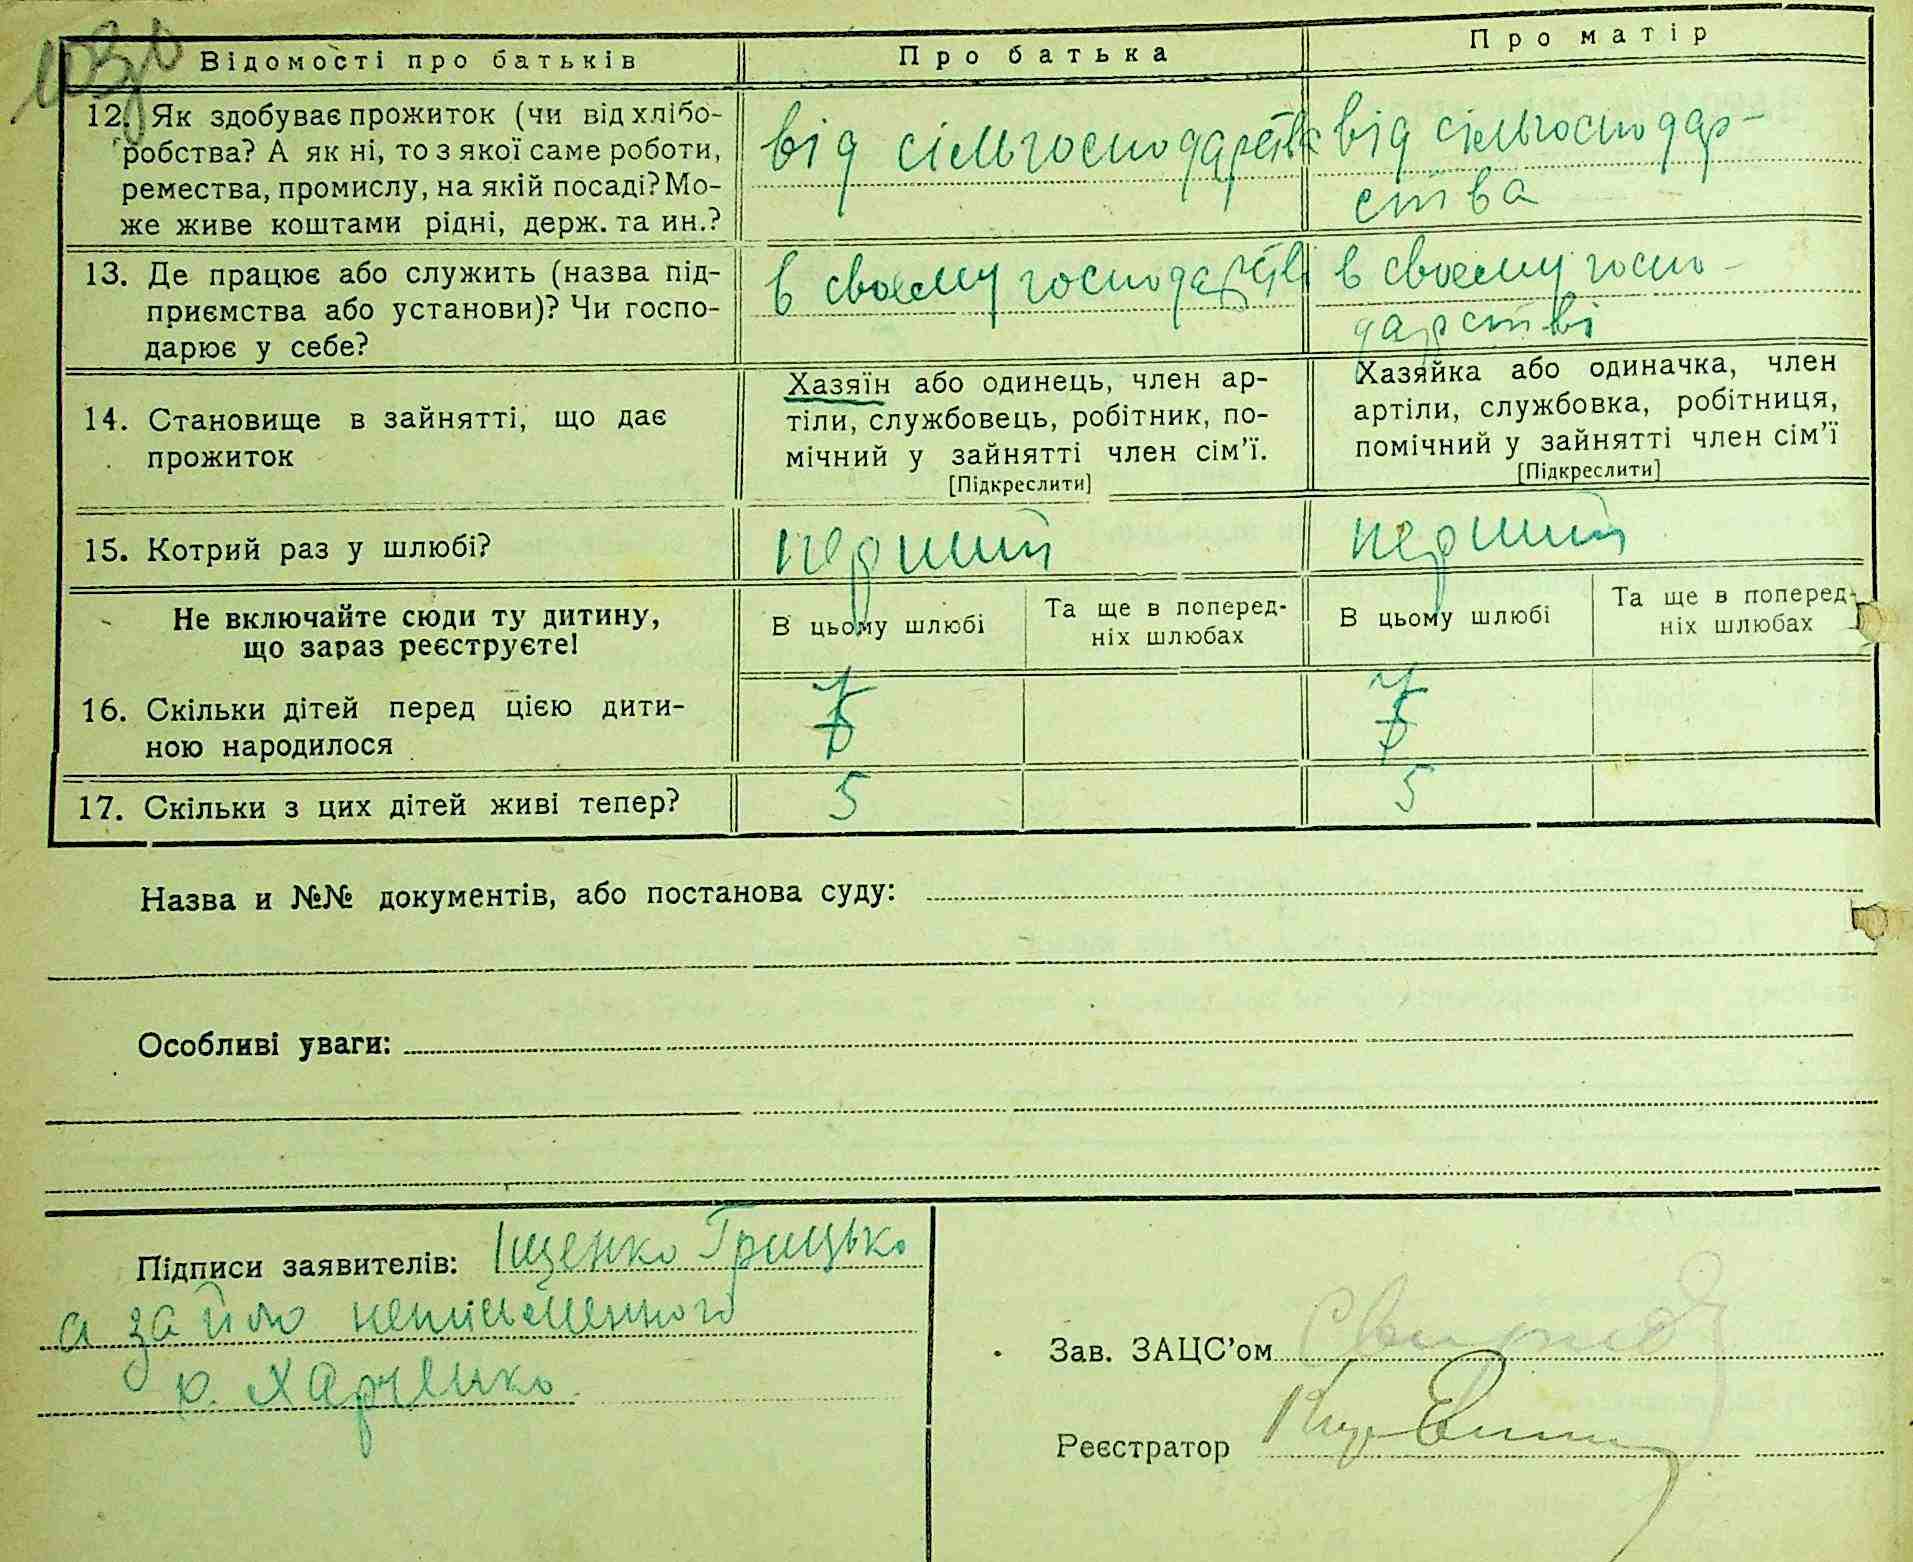 Відомості про батьків
Про батька
Про матір
12. Як здобуває прожиток (чи від хлібо-
робства? А як ні, то з якої саме роботи,
ремества, промислу, на якій посаді? Мо-
же живе коштами рідні, держ. та ин.?
від сільгосподарства
від сільгосподар-
ства
13. Де працює або служить (назва під-
приємства або установи)? Чи госпо-
дарює у себе?
в своєму господарстві
в своєму госпо-
дарстві
14. Становище в зайнятті, що дає
прожиток
Хазяїн або одинець, член ар-
тіли, службовець, робітник, по-
мічний у зайнятті член сім'ї.
[Підкреслити]
Хазяйка або одиначка, член
артіли, службовка, робітниця,
помічний у зайнятті член сім'ї
[Підкреслити]
15. Котрий раз у шлюбі?
перший
перший
Не включайте сюди ту дитину,
що зараз реєструєте!
В цьому шлюбі
Та ще в поперед-
ніх шлюбах
В цьому шлюбі
Та ще в поперед-
ніх шлюбах
16. Скільки дітей перед цією дити-
ною народилося
17. Скільки з цих дітей живі тепер?
5
5
Назва и №№ документів, або постанова суду:
Особливі уваги:
Підписи заявителів: Іщенко Грицько
а за його неписьменного
р. Харченко
Зав. ЗАЦС'ом
Реєстратор